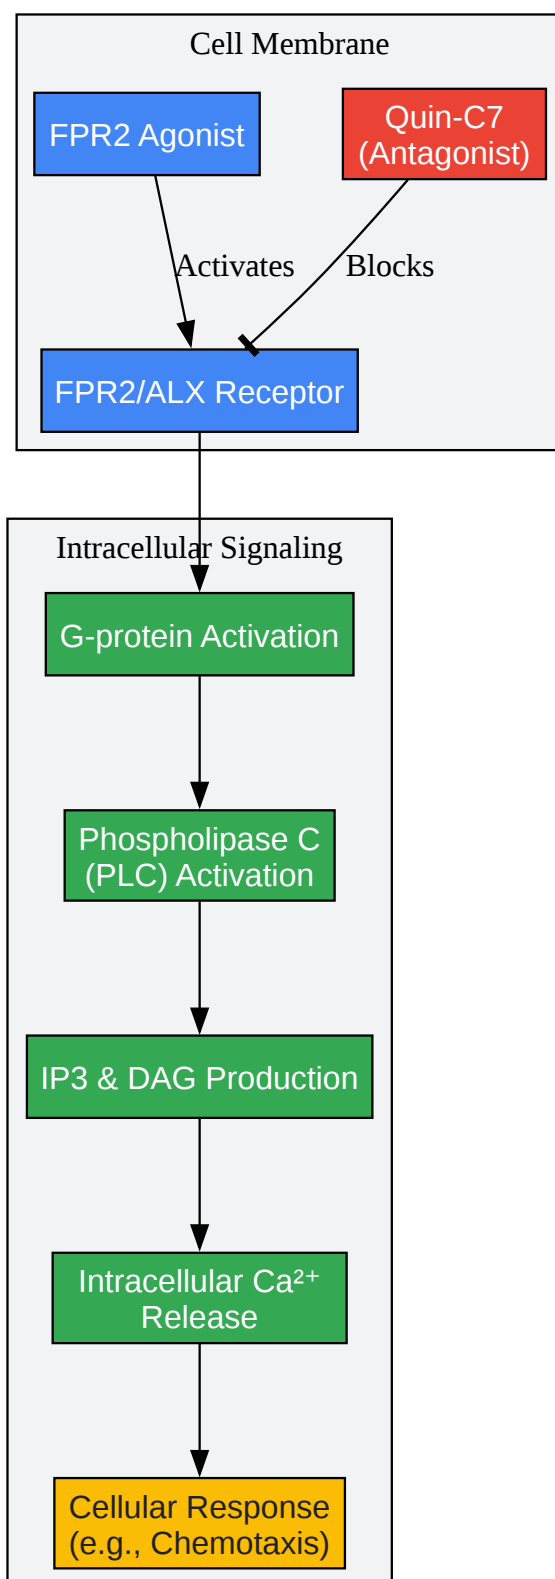 Cell Membrane
FPR2 Agonist
Quin-C7
(Antagonist)
Activates
Blocks
FPR2/ALX Receptor
Intracellular Signaling
G-protein Activation
Phospholipase C
(PLC) Activation
IP3 & DAG Production
Intracellular Ca²⁺
Release
Cellular Response
(e.g., Chemotaxis)